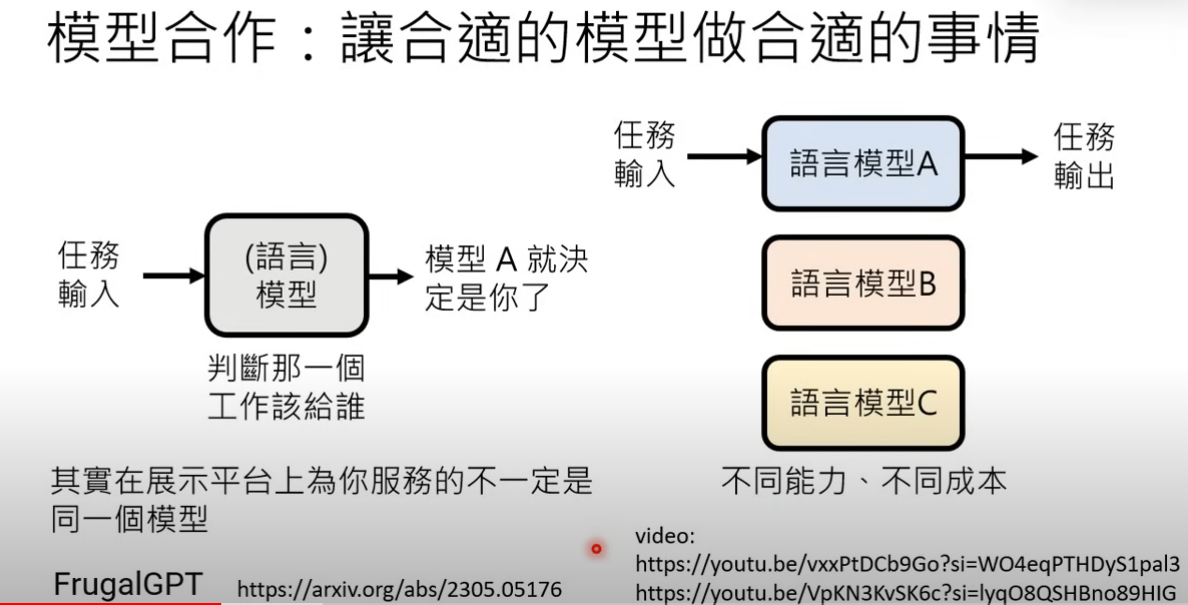 模型合作：讓合適的模型做合適的事情
任務
輸入
(語言)
模型
模型 A 就決
定是你了
判斷那一個
工作該給誰
其實在展示平台上為你服務的不一定是
同一個模型
FrugalGPT
https://arxiv.org/abs/2305.05176
任務
輸入
語言模型A
任務
輸出
語言模型B
語言模型C
不同能力、不同成本
video:
https://youtu.be/vxxPtDCb9Go?si=WO4eqPTHDyS1pal3
https://youtu.be/VpKN3KvSK6c?si=lyqO8QSHBno89HIG